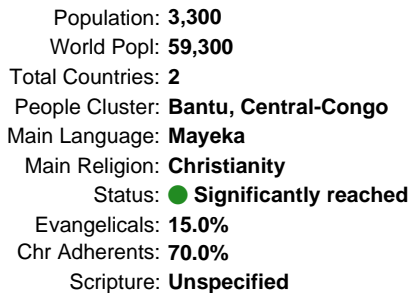 Population: 3,300
World Popl: 59,300
Total Countries: 2
People Cluster: Bantu, Central-Congo
Main Language: Mayeka
Main Religion: Christianity
Status: Significantly reached
Evangelicals: 15.0%
Chr Adherents: 70.0%
Scripture: Unspecified